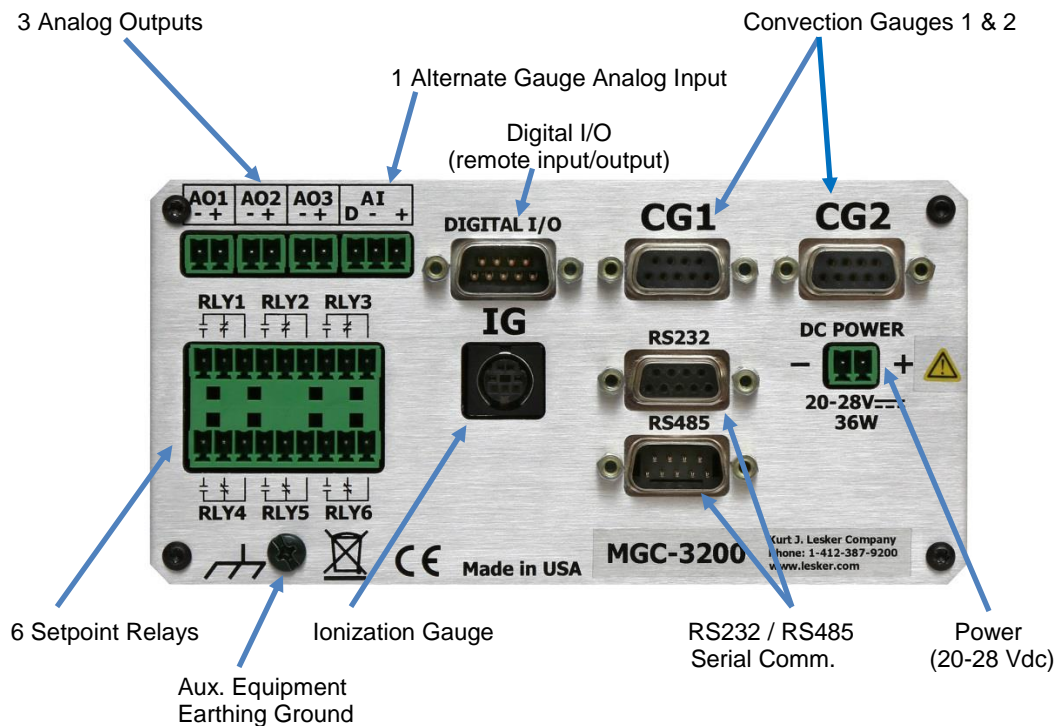 3 Analog Outputs
Convection Gauges 1 & 2
1 Alternate Gauge Analog Input
Digital I/O
(remote input/output)
AO1 AO2 AO3 AI
- + - + - + D - +
DIGITAL I/O
CG1
CG2
RLY1 RLY2 RLY3
IG
RS232
DC POWER
- +
20-28V
36W
RS485
RLY4 RLY5 RLY6
CE
Made in USA
MGC-3200
Kurt J. Lesker Company
Phone: 1-412-387-9200
www.lesker.com
6 Setpoint Relays
Ionization Gauge
RS232 / RS485
Serial Comm.
Power
(20-28 Vdc)
Aux. Equipment
Earthing Ground